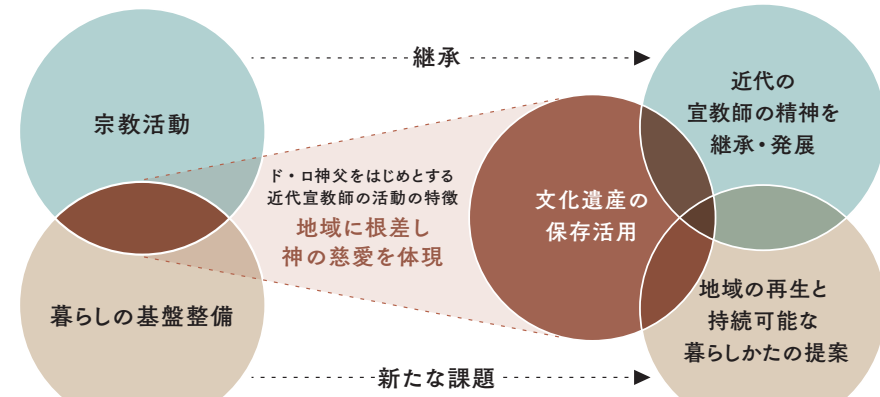 継承
宗教活動
近代の
宣教師の精神を
継承・発展
ド・ロ神父をはじめとする
近代宣教師の活動の特徴
地域に根差し
神の慈愛を体現
文化遺産の
保存活用
暮らしの基盤整備
地域の再生と
持続可能な
暮らしかたの提案
新たな課題